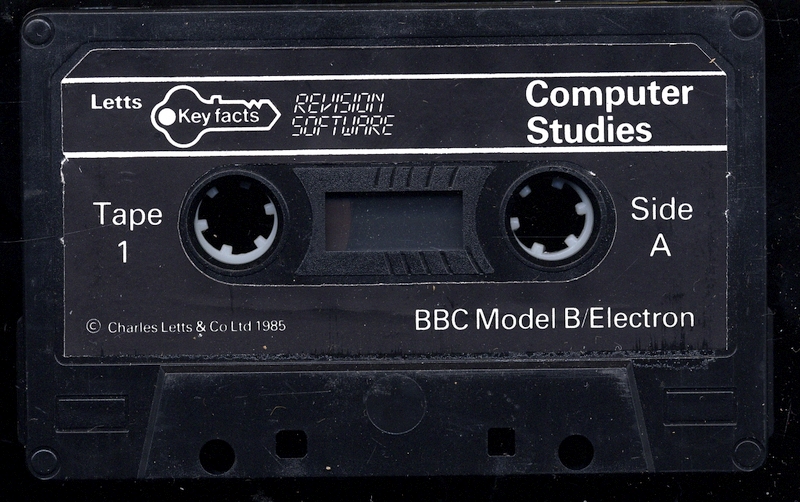 Letts
Key facts
REVISION
SOFTWARE
Computer
Studies
Tape
1
Side
A
© Charles Letts & Co Ltd 1985
BBC Model B/Electron